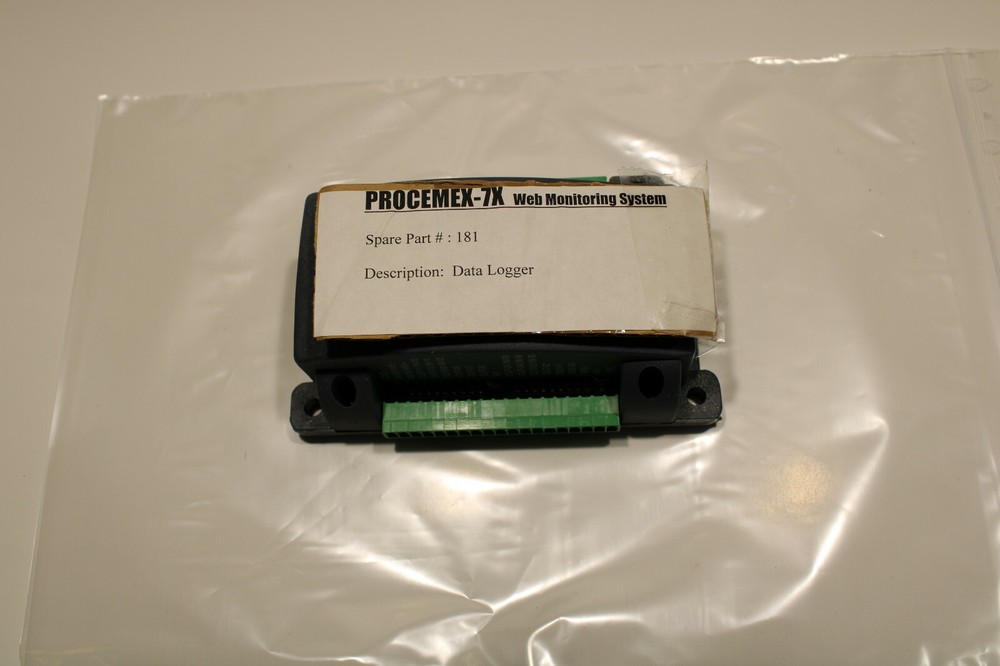 PROCEMEX-7X Web Monitoring System
Spare Part # : 181
Description: Data Logger